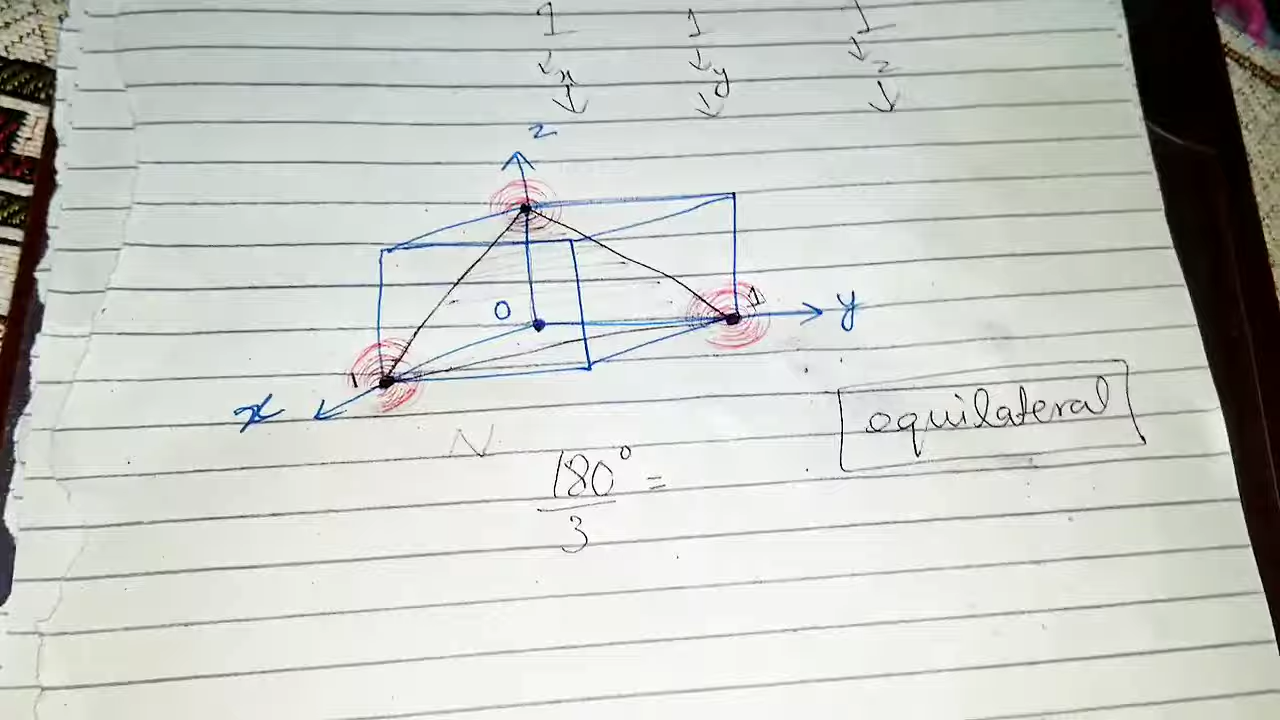 1 1 1
↓ ↓ ↓
x y z
↓ ↓ ↓
z
0
1
y
1
x
N
equilateral
180° =
3